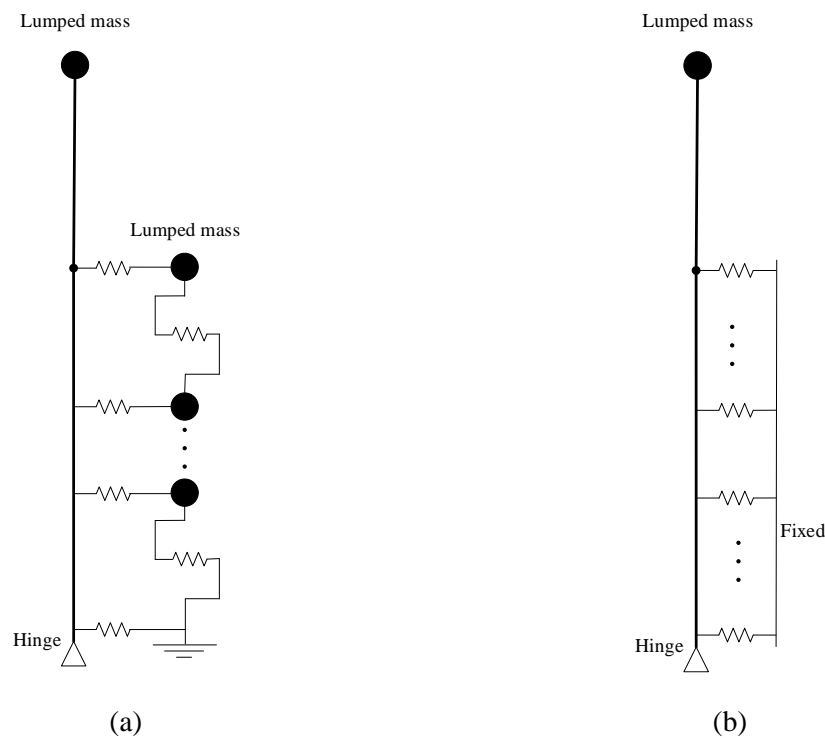 Lumped mass
Lumped mass
Hinge
(a)
Lumped mass
Fixed
Hinge
(b)